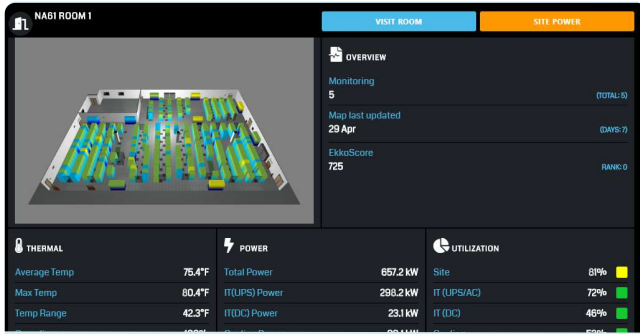 NA61 ROOM 1
VISIT ROOM
SITE POWER
OVERVIEW
Monitoring
5 (TOTAL: 5)
Map last updated
29 Apr (DAYS: 7)
EkkoScore
725 RANK: 0
THERMAL
Average Temp 75.4°F
Max Temp 80.4°F
Temp Range 42.3°F
POWER
Total Power 657.2 kW
IT(UPS) Power 298.2 kW
IT(DC) Power 23.1 kW
UTILIZATION
Site 81%
IT (UPS/AC) 72%
IT (DC) 46%